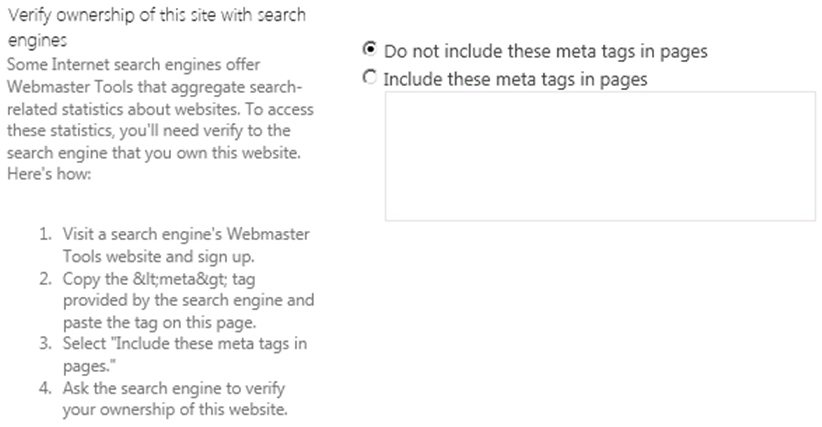 Verify ownership of this site with search
engines
Some Internet search engines offer
Webmaster Tools that aggregate search-
related statistics about websites. To access
these statistics, you'll need verify to the
search engine that you own this website.
Here's how:
1. Visit a search engine's Webmaster
Tools website and sign up.
2. Copy the &lt;meta&gt; tag
provided by the search engine and
paste the tag on this page.
3. Select "Include these meta tags in
pages."
4. Ask the search engine to verify
your ownership of this website.
Do not include these meta tags in pages
Include these meta tags in pages